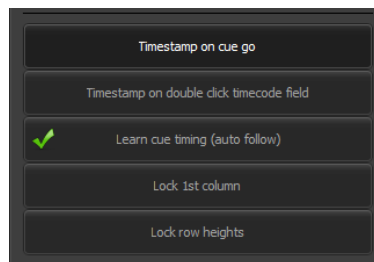 Timestamp on cue go
Timestamp on double click timecode field
Learn cue timing (auto follow)
Lock 1st column
Lock row heights